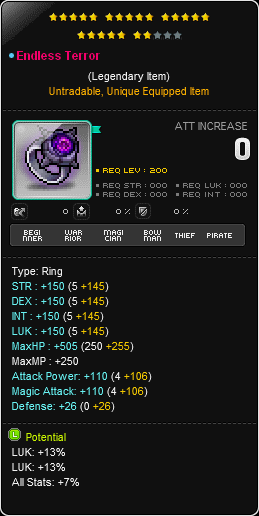 Endless Terror
(Legendary Item)
Untradable, Unique Equipped Item
ATT INCREASE
0
REQ LEV : 200
REQ STR : 000 REQ LUK : 000
REQ DEX : 000 REQ INT : 000
0 0 % 0 %
BEGINNER WARRIOR MAGICIAN BOWMAN THIEF PIRATE
Type: Ring
STR : +150 (5 +145)
DEX : +150 (5 +145)
INT : +150 (5 +145)
LUK : +150 (5 +145)
MaxHP : +505 (250 +255)
MaxMP : +250
Attack Power: +110 (4 +106)
Magic Attack: +110 (4 +106)
Defense: +26 (0 +26)
L Potential
LUK: +13%
LUK: +13%
All Stats: +7%